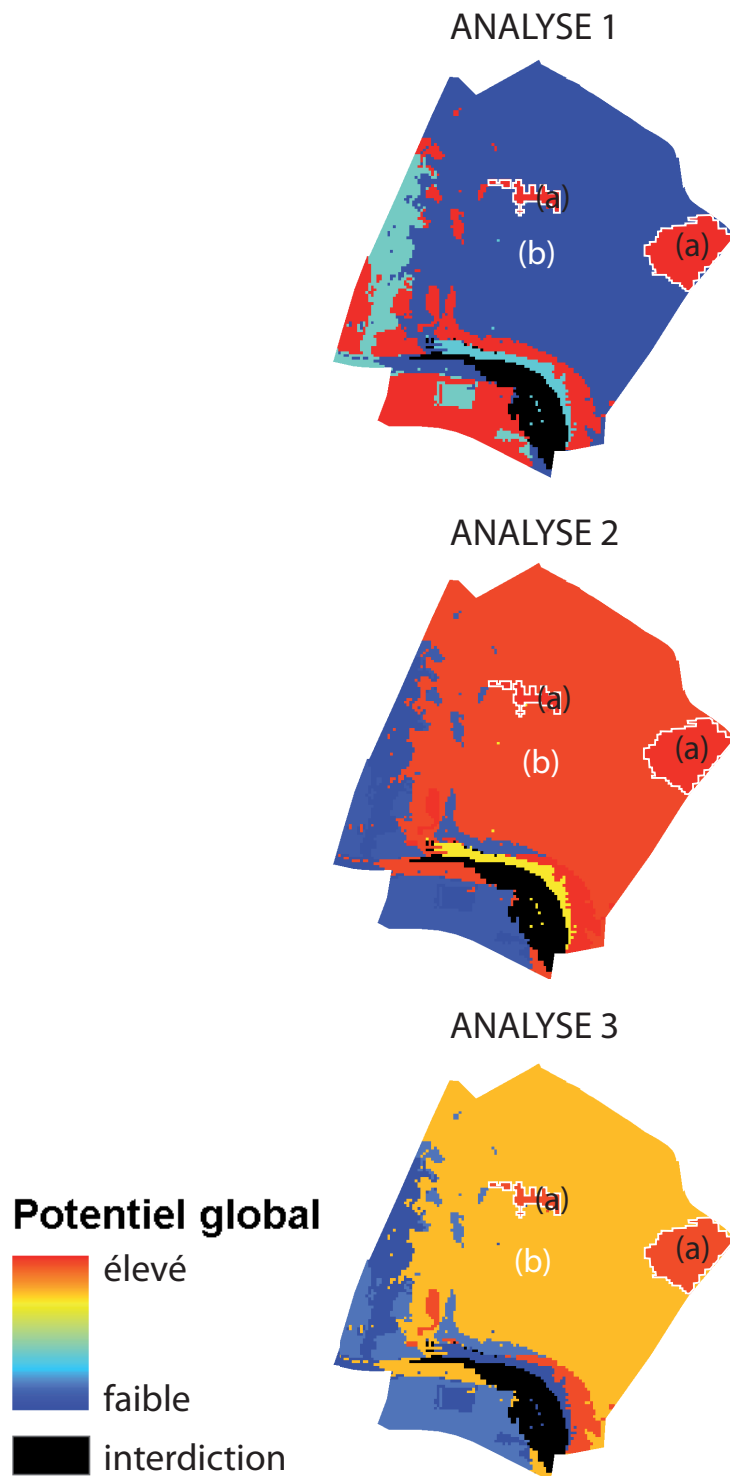 ANALYSE 1
(a)
(b)
(a)
ANALYSE 2
(a)
(b)
(a)
ANALYSE 3
(a)
(b)
(a)
Potentiel global
élevé
faible
interdiction